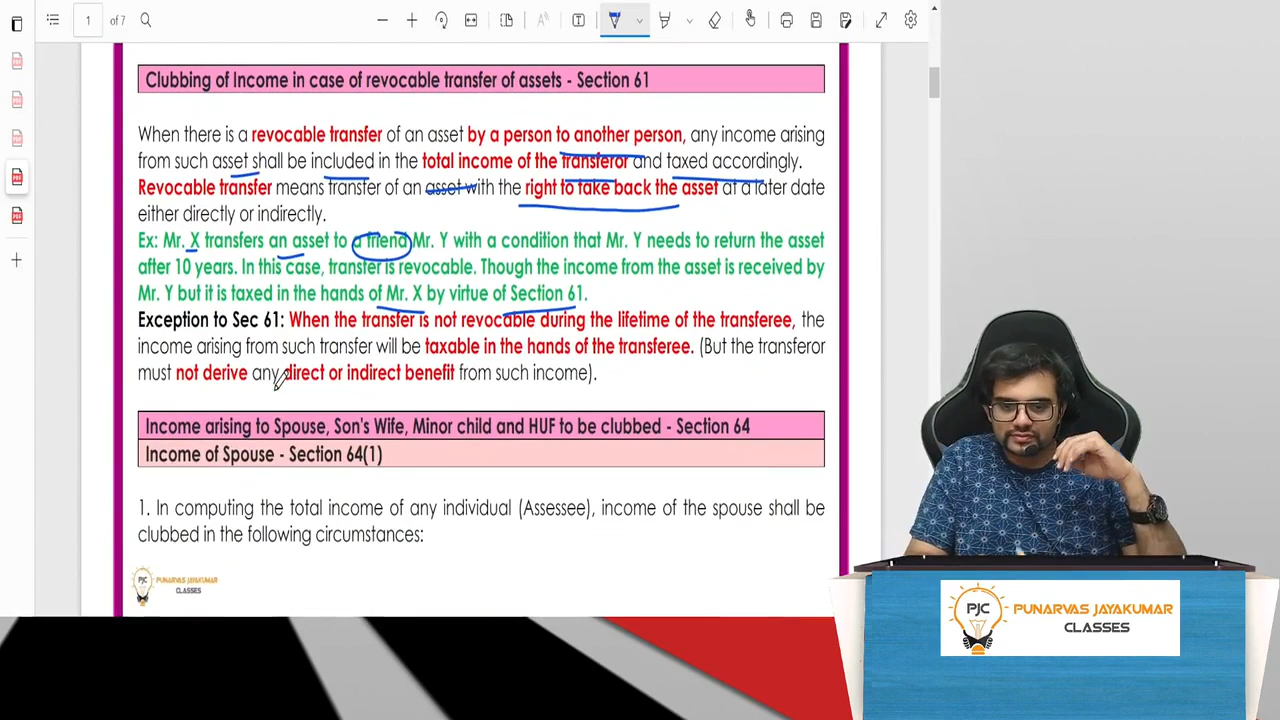 1 of 7
Clubbing of Income in case of revocable transfer of assets - Section 61
When there is a revocable transfer of an asset by a person to another person, any income arising
from such asset shall be included in the total income of the transferor and taxed accordingly.
Revocable transfer means transfer of an asset with the right to take back the asset at a later date
either directly or indirectly.
Ex: Mr. X transfers an asset to a friend Mr. Y with a condition that Mr. Y needs to return the asset
after 10 years. In this case, transfer is revocable. Though the income from the asset is received by
Mr. Y but it is taxed in the hands of Mr. X by virtue of Section 61.
Exception to Sec 61: When the transfer is not revocable during the lifetime of the transferee, the
income arising from such transfer will be taxable in the hands of the transferee. (But the transferor
must not derive any direct or indirect benefit from such income).
Income arising to Spouse, Son's Wife, Minor child and HUF to be clubbed - Section 64
Income of Spouse - Section 64(1)
1. In computing the total income of any individual (Assessee), income of the spouse shall be
clubbed in the following circumstances:
PJC PUNARVAS JAYAKUMAR
CLASSES
PJC PUNARVAS JAYAKUMAR
CLASSES